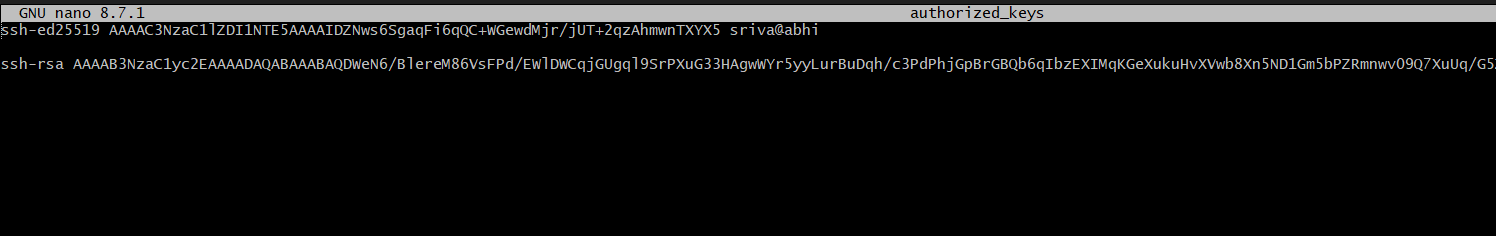 GNU nano 8.7.1 authorized_keys
ssh-ed25519 AAAAC3NzaC1lZDI1NTE5AAAAIDZNws6SgaqFi6qQC+WGewdMjr/jUT+2qzAhmwnTXYX5 sriva@abhi
ssh-rsa AAAAB3NzaC1yc2EAAAADAQABAAABAQDWeN6/BlereM86VsFPd/EWlDWCqjGUgql9SrPXuG33HAgwWYr5yyLurBuDqh/c3PdPhjGpBrGBQb6qIbzEXIMqKGeXukuHvXVwb8Xn5ND1Gm5bPZRmnwvO9Q7XuUq/G5